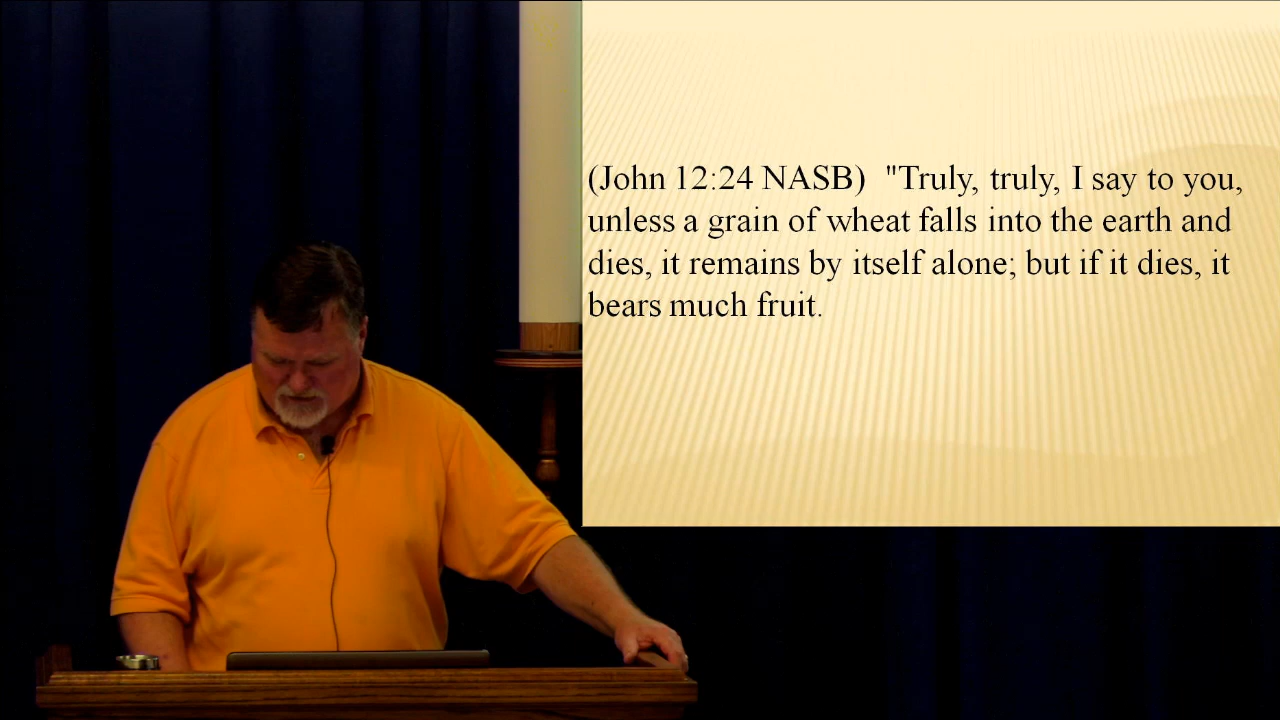 (John 12:24 NASB)  "Truly, truly, I say to you,
unless a grain of wheat falls into the earth and
dies, it remains by itself alone; but if it dies, it
bears much fruit.